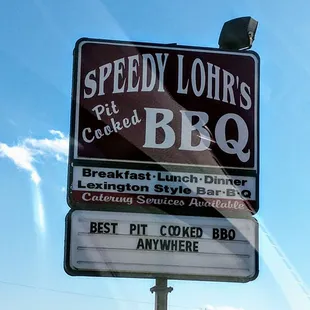 SPEEDY LOHR'S
Pit
Cooked
BBQ
Breakfast·Lunch·Dinner
Lexington Style Bar·B·Q
Catering Services Available
BEST PIT COOKED BBQ
ANYWHERE